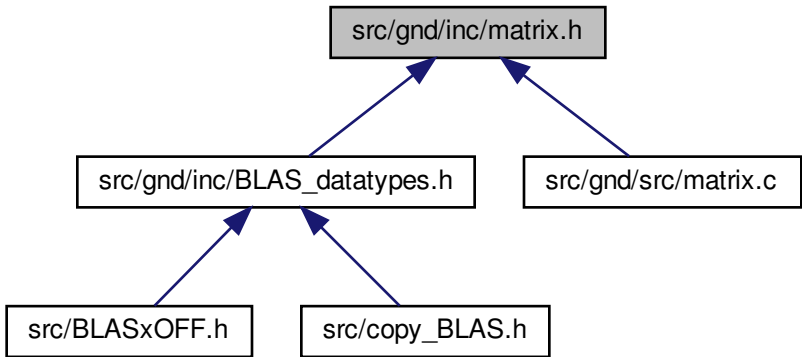 src/gnd/inc/matrix.h
src/gnd/inc/BLAS_datatypes.h
src/gnd/src/matrix.c
src/BLASxOFF.h
src/copy_BLAS.h